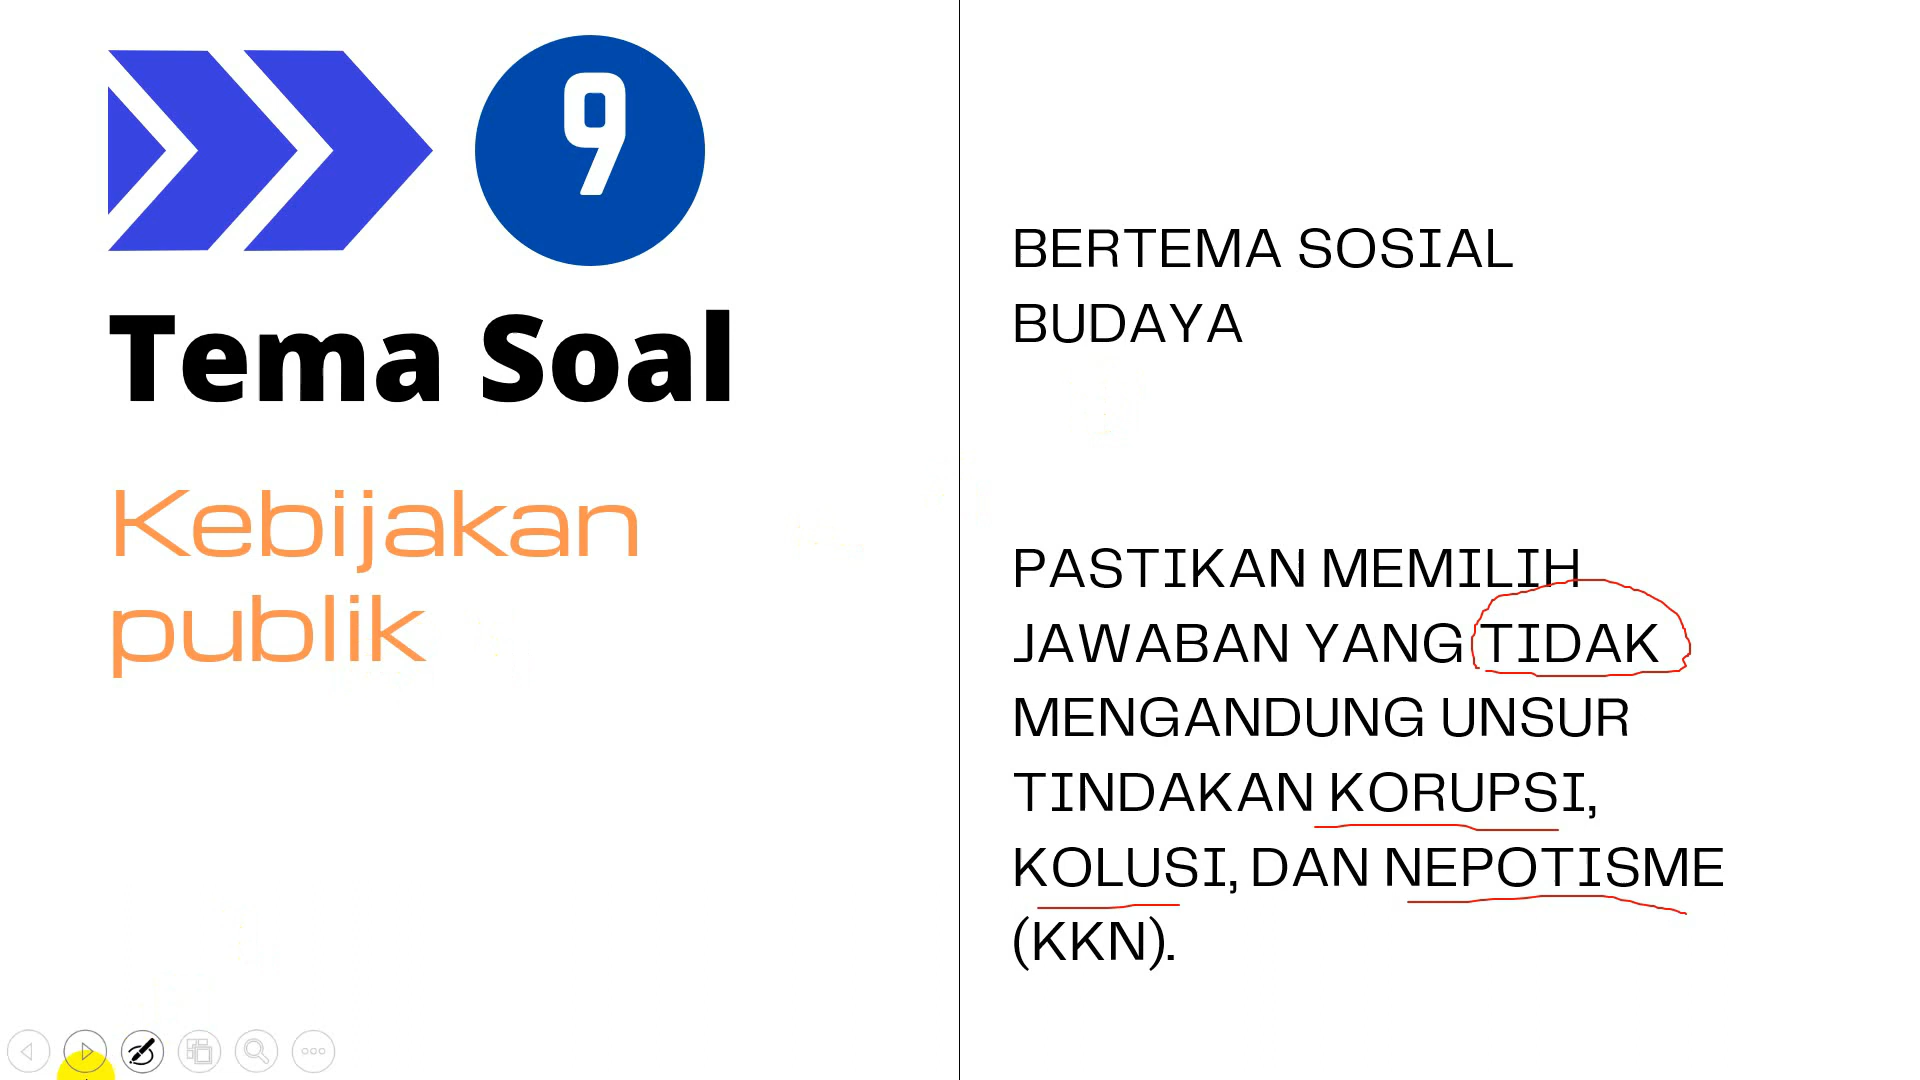 9
Tema Soal
Kebijakan
publik
BERTEMA SOSIAL
BUDAYA
PASTIKAN MEMILIH
JAWABAN YANG TIDAK
MENGANDUNG UNSUR
TINDAKAN KORUPSI,
KOLUSI, DAN NEPOTISME
(KKN).